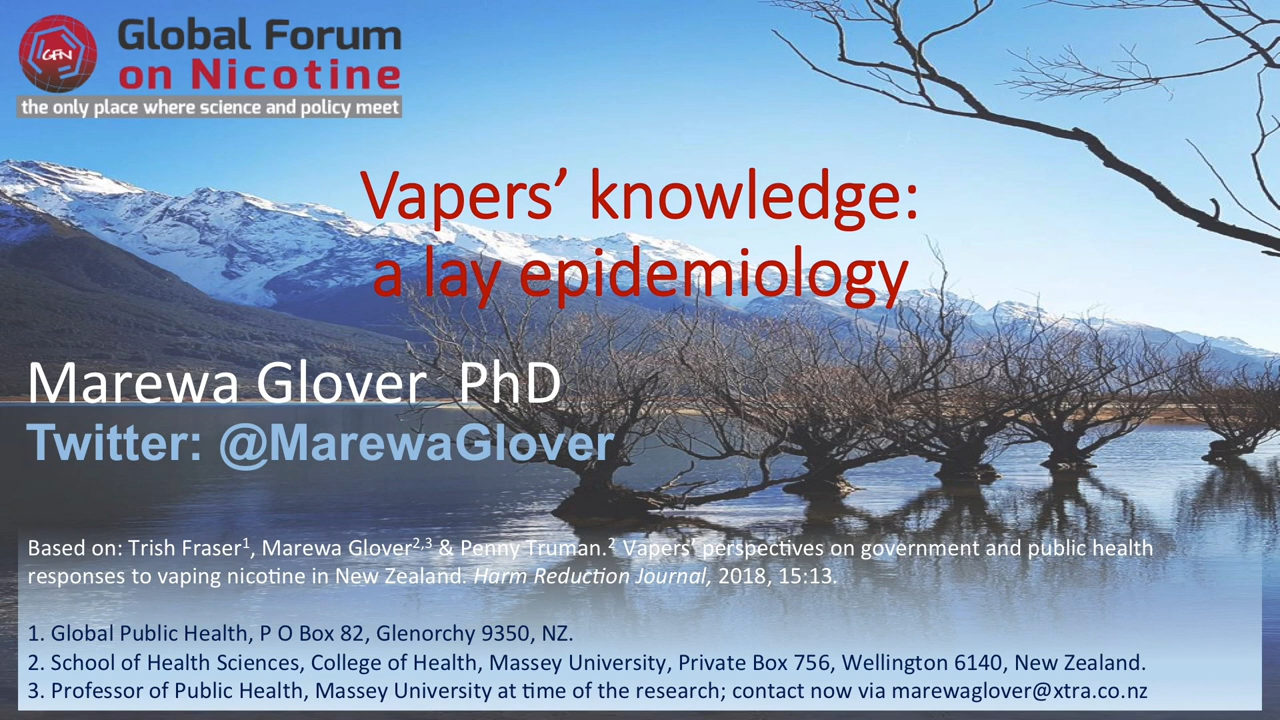 GFN
Global Forum
on Nicotine
the only place where science and policy meet
Vapers’ knowledge:
a lay epidemiology
Marewa Glover PhD
Twitter: @MarewaGlover
Based on: Trish Fraser1, Marewa Glover2,3 & Penny Truman.2 Vapers’ perspectives on government and public health
responses to vaping nicotine in New Zealand. Harm Reduction Journal, 2018, 15:13.
1. Global Public Health, P O Box 82, Glenorchy 9350, NZ.
2. School of Health Sciences, College of Health, Massey University, Private Box 756, Wellington 6140, New Zealand.
3. Professor of Public Health, Massey University at time of the research; contact now via marewaglover@xtra.co.nz